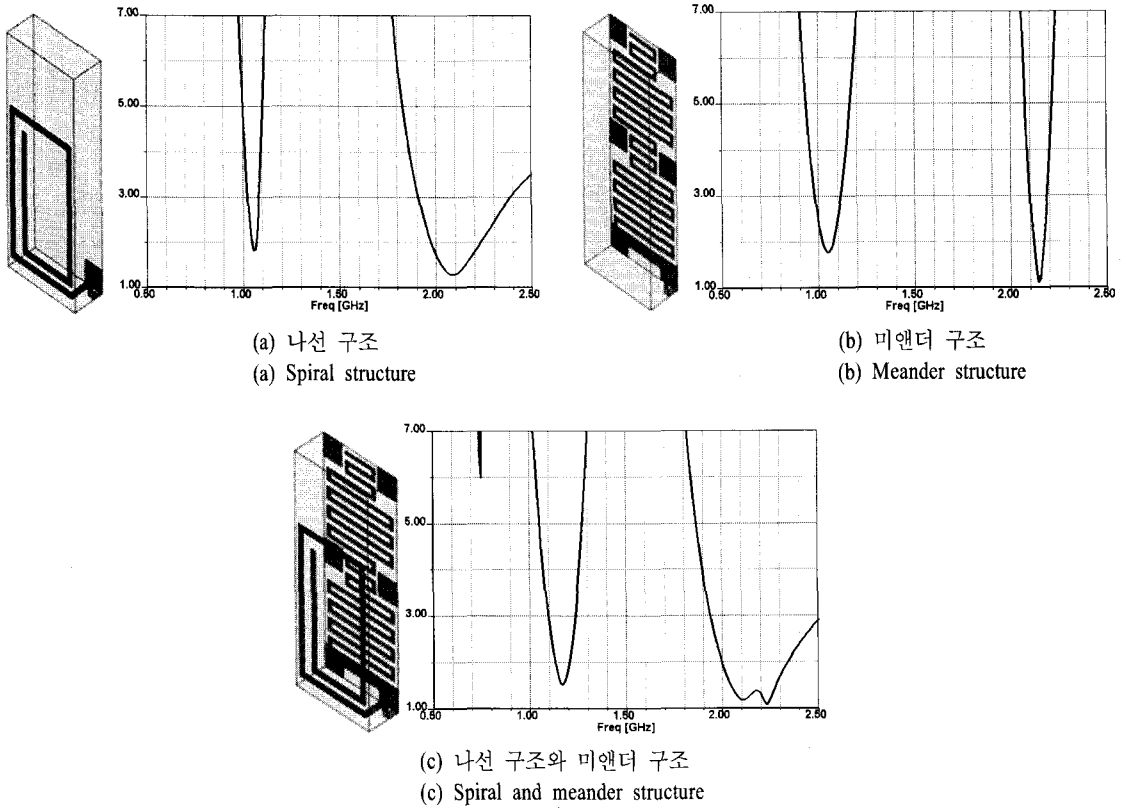 7.00
5.00
3.00
1.00
0.50 1.00 1.50 2.00 2.50
Freq [GHz]
(a) 나선 구조
(a) Spiral structure
7.00
5.00
3.00
1.00
0.50 1.00 1.50 2.00 2.50
Freq [GHz]
(b) 미앤더 구조
(b) Meander structure
7.00
5.00
3.00
1.00
0.50 1.00 1.50 2.00 2.50
Freq [GHz]
(c) 나선 구조와 미앤더 구조
(c) Spiral and meander structure